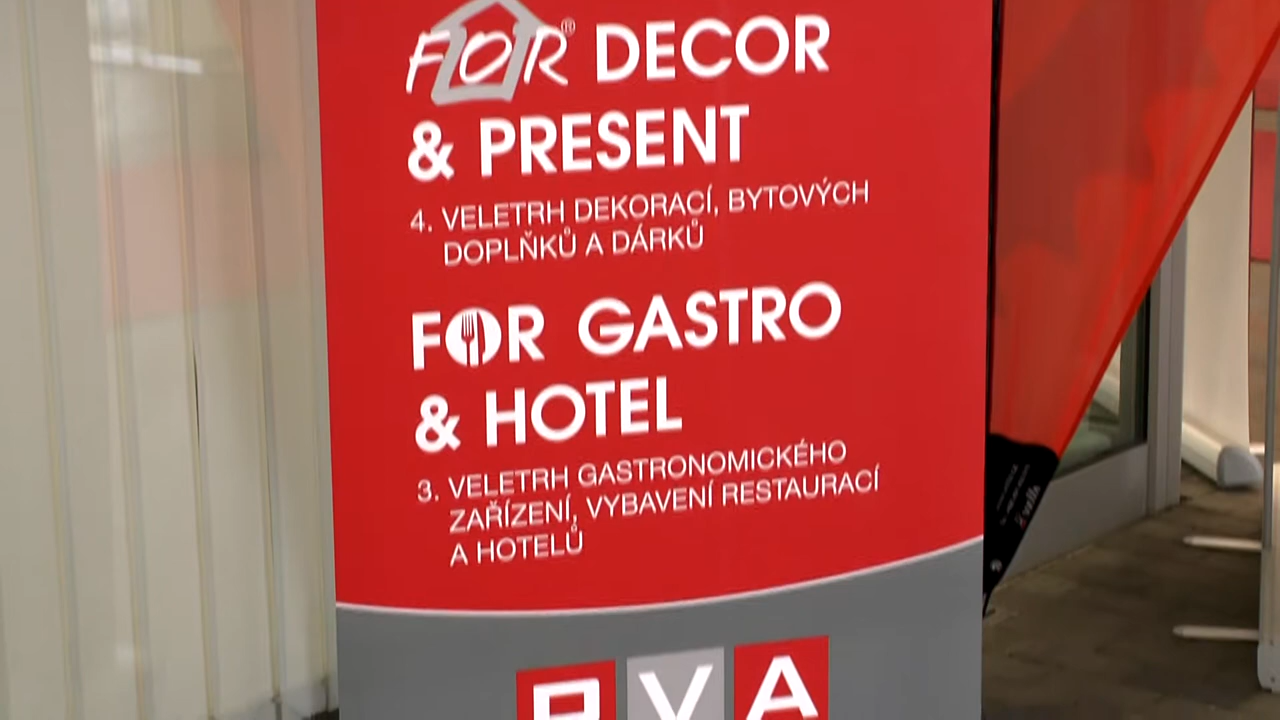 FOR® DECOR
& PRESENT
4. VELETRH DEKORACÍ, BYTOVÝCH
DOPLŇKŮ A DÁRKŮ
FOR GASTRO
& HOTEL
3. VELETRH GASTRONOMICKÉHO
ZAŘÍZENÍ, VYBAVENÍ RESTAURACÍ
A HOTELŮ
PVA